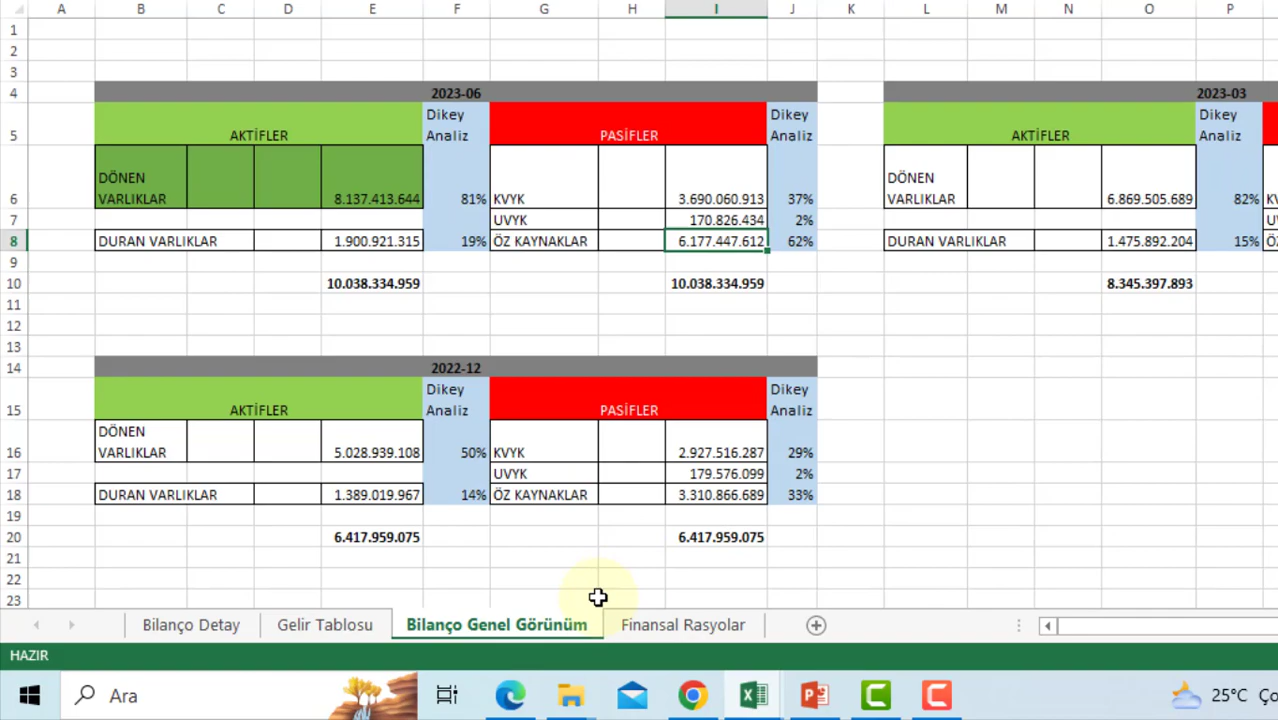 A B C D E F G H I J K L M N O P
1
2
3
4 2023-06 2023-03
5 AKTİFLER Dikey Analiz PASİFLER Dikey Analiz AKTİFLER Dikey Analiz
6 DÖNEN VARLIKLAR 8.137.413.644 81% KVYK 3.690.060.913 37% DÖNEN VARLIKLAR 6.869.505.689 82%
7 UVYK 170.826.434 2%
8 DURAN VARLIKLAR 1.900.921.315 19% ÖZ KAYNAKLAR 6.177.447.612 62% DURAN VARLIKLAR 1.475.892.204 15%
9
10 10.038.334.959 10.038.334.959 8.345.397.893
11
12
13
14 2022-12
15 AKTİFLER Dikey Analiz PASİFLER Dikey Analiz
16 DÖNEN VARLIKLAR 5.028.939.108 50% KVYK 2.927.516.287 29%
17 UVYK 179.576.099 2%
18 DURAN VARLIKLAR 1.389.019.967 14% ÖZ KAYNAKLAR 3.310.866.689 33%
19
20 6.417.959.075 6.417.959.075
21
22
23
Bilanço Detay Gelir Tablosu Bilanço Genel Görünüm Finansal Rasyolar
HAZIR
Ara 25°C